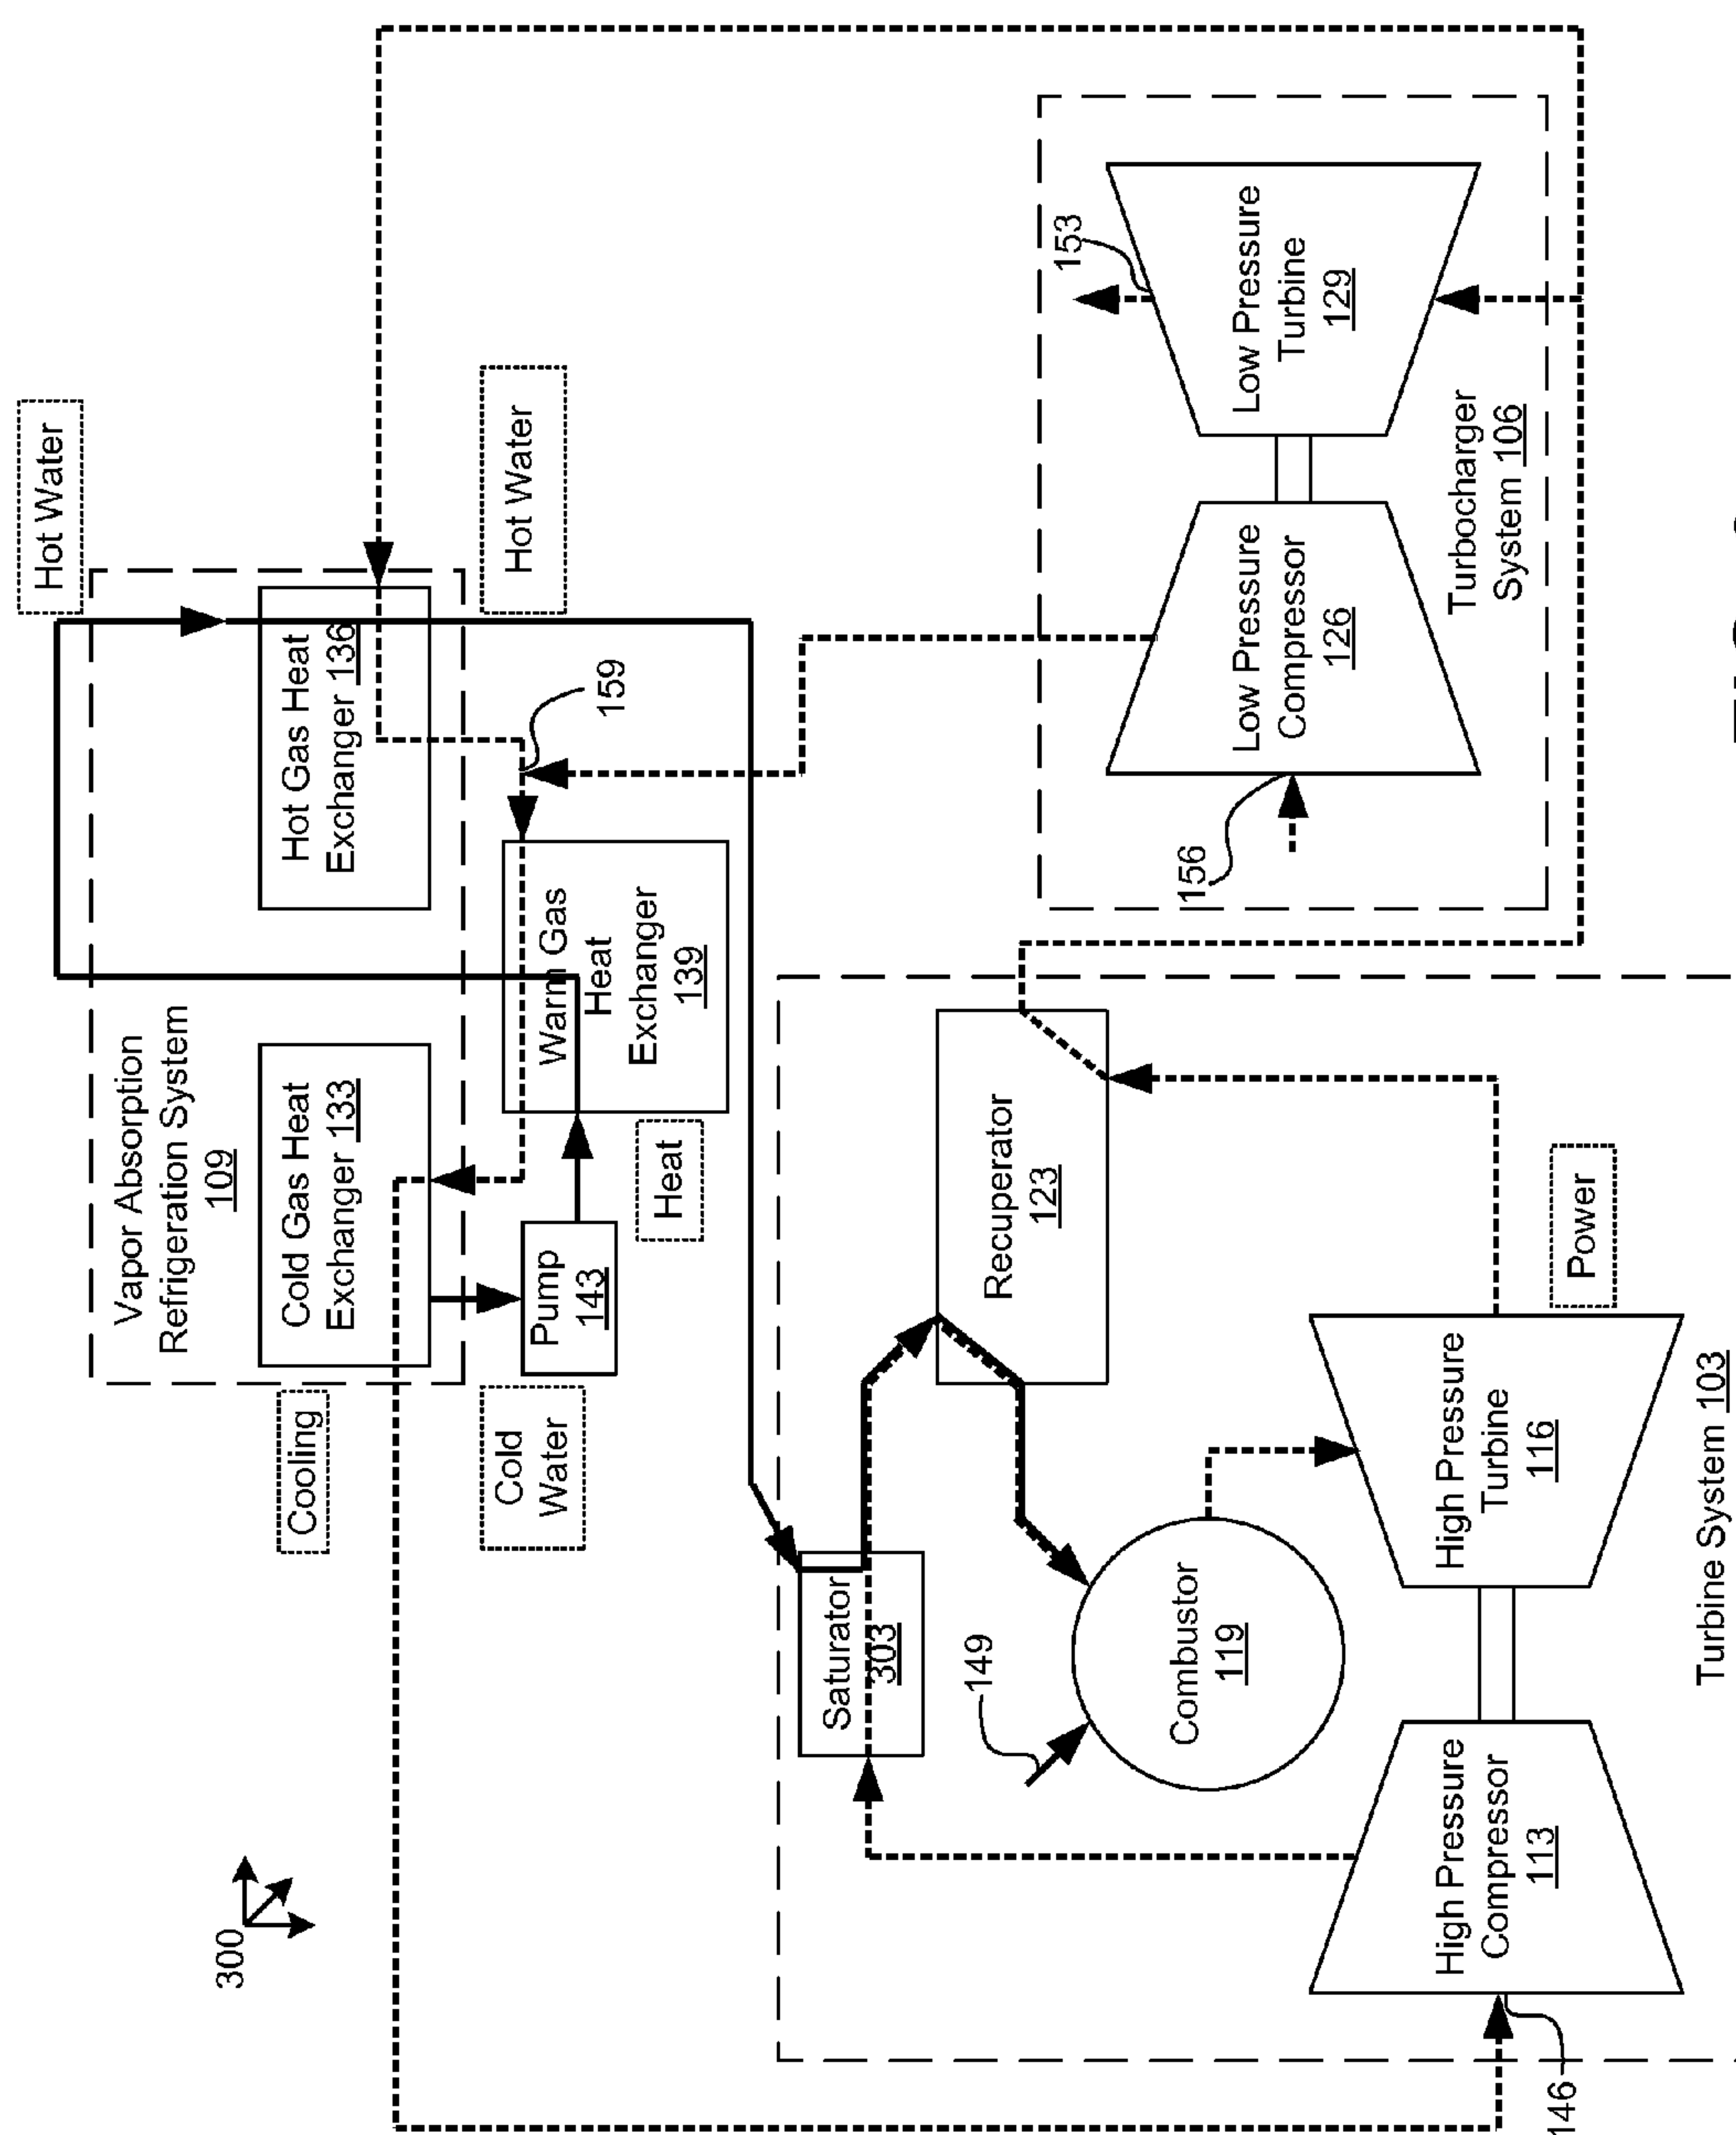 300
Hot Water
Vapor Absorption
Refrigeration System
109
Cold Gas Heat
Exchanger 133
Hot Gas Heat
Exchanger 136
Cooling
Cold
Water
Pump
143
Warm Gas
Heat
Exchanger
139
Heat
Hot Water
159
Saturator
303
Recuperator
123
149
Combustor
119
High Pressure
Compressor
113
High Pressure
Turbine
116
Power
146
Turbine System 103
153
156
Low Pressure
Compressor
126
Low Pressure
Turbine
129
Turbocharger
System 106